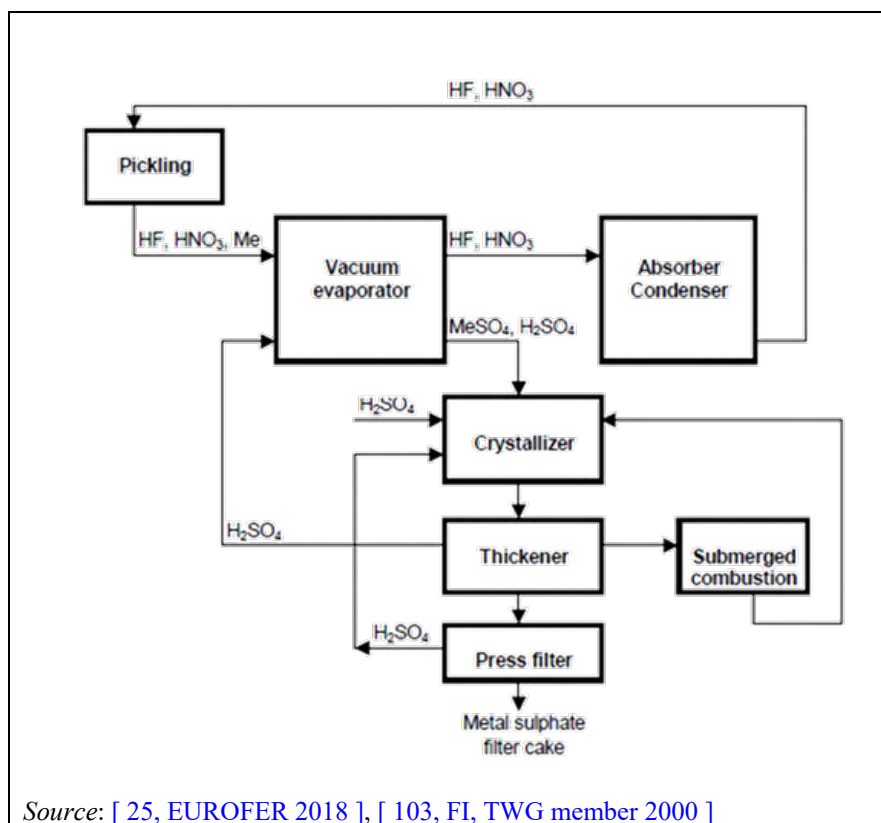 HF, HNO₃
Pickling
HF, HNO₃, Me
Vacuum
evaporator
HF, HNO₃
Absorber
Condenser
MeSO₄, H₂SO₄
H₂SO₄
Crystallizer
H₂SO₄
Thickener
Submerged
combustion
H₂SO₄
Press filter
Metal sulphate
filter cake
Source: [ 25, EUROFER 2018 ], [ 103, FI, TWG member 2000 ]